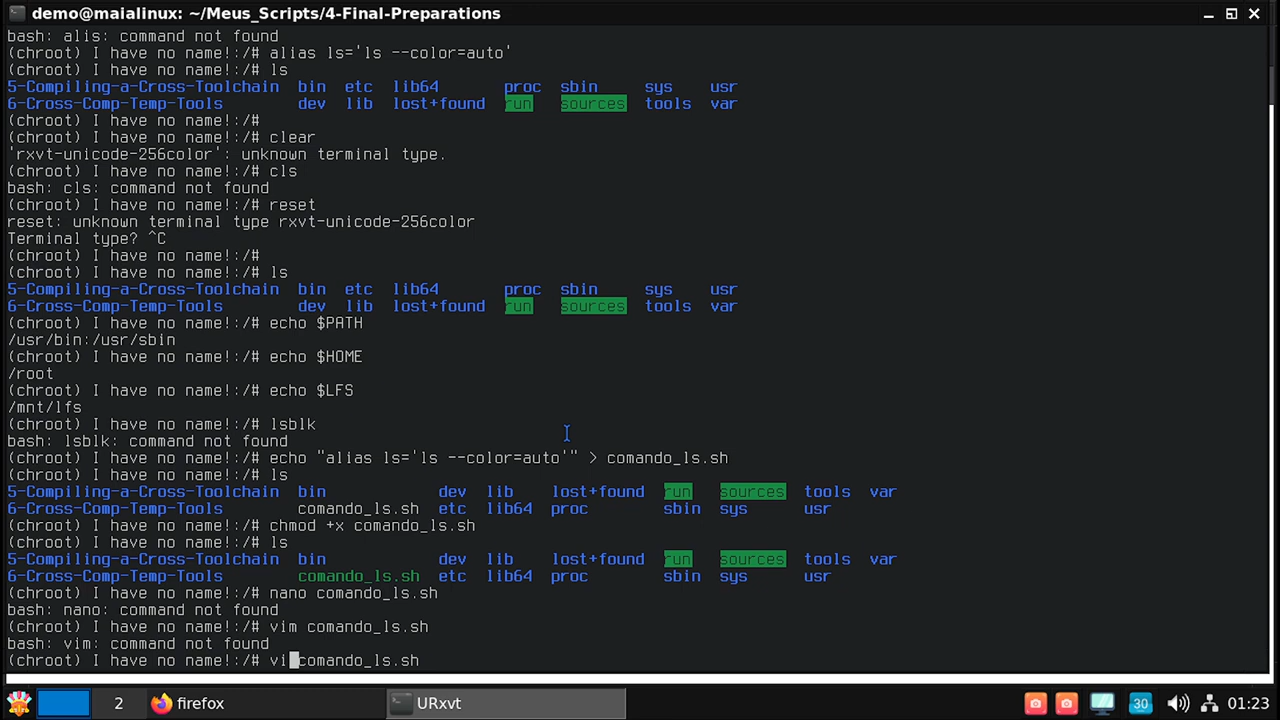 demo@maialinux: ~/Meus_Scripts/4-Final-Preparations
bash: alis: command not found
(chroot) I have no name!:/# alias ls='ls --color=auto'
(chroot) I have no name!:/# ls
5-Compiling-a-Cross-Toolchain bin etc lib64 proc sbin sys usr
6-Cross-Comp-Temp-Tools dev lib lost+found run sources tools var
(chroot) I have no name!:/#
(chroot) I have no name!:/# clear
'rxvt-unicode-256color': unknown terminal type.
(chroot) I have no name!:/# cls
bash: cls: command not found
(chroot) I have no name!:/# reset
reset: unknown terminal type rxvt-unicode-256color
Terminal type? ^C
(chroot) I have no name!:/#
(chroot) I have no name!:/# ls
5-Compiling-a-Cross-Toolchain bin etc lib64 proc sbin sys usr
6-Cross-Comp-Temp-Tools dev lib lost+found run sources tools var
(chroot) I have no name!:/# echo $PATH
/usr/bin:/usr/sbin
(chroot) I have no name!:/# echo $HOME
/root
(chroot) I have no name!:/# echo $LFS
/mnt/lfs
(chroot) I have no name!:/# lsblk
bash: lsblk: command not found
(chroot) I have no name!:/# echo "alias ls='ls --color=auto'" > comando_ls.sh
(chroot) I have no name!:/# ls
5-Compiling-a-Cross-Toolchain bin dev lib lost+found run sources tools var
6-Cross-Comp-Temp-Tools comando_ls.sh etc lib64 proc sbin sys usr
(chroot) I have no name!:/# chmod +x comando_ls.sh
(chroot) I have no name!:/# ls
5-Compiling-a-Cross-Toolchain bin dev lib lost+found run sources tools var
6-Cross-Comp-Temp-Tools comando_ls.sh etc lib64 proc sbin sys usr
(chroot) I have no name!:/# nano comando_ls.sh
bash: nano: command not found
(chroot) I have no name!:/# vim comando_ls.sh
bash: vim: command not found
(chroot) I have no name!:/# vi comando_ls.sh
2 firefox URxvt 30 01:23